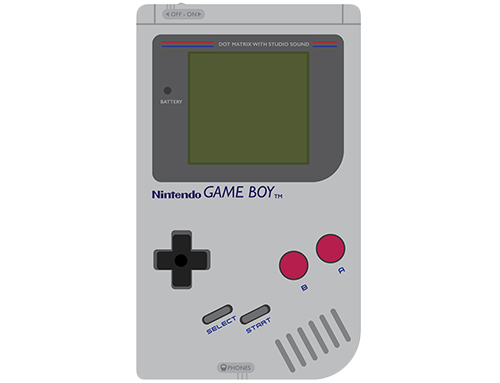 ◄OFF•ON►
DOT MATRIX WITH STUDIO SOUND
BATTERY
Nintendo GAME BOY TM
A
B
SELECT
START
PHONES